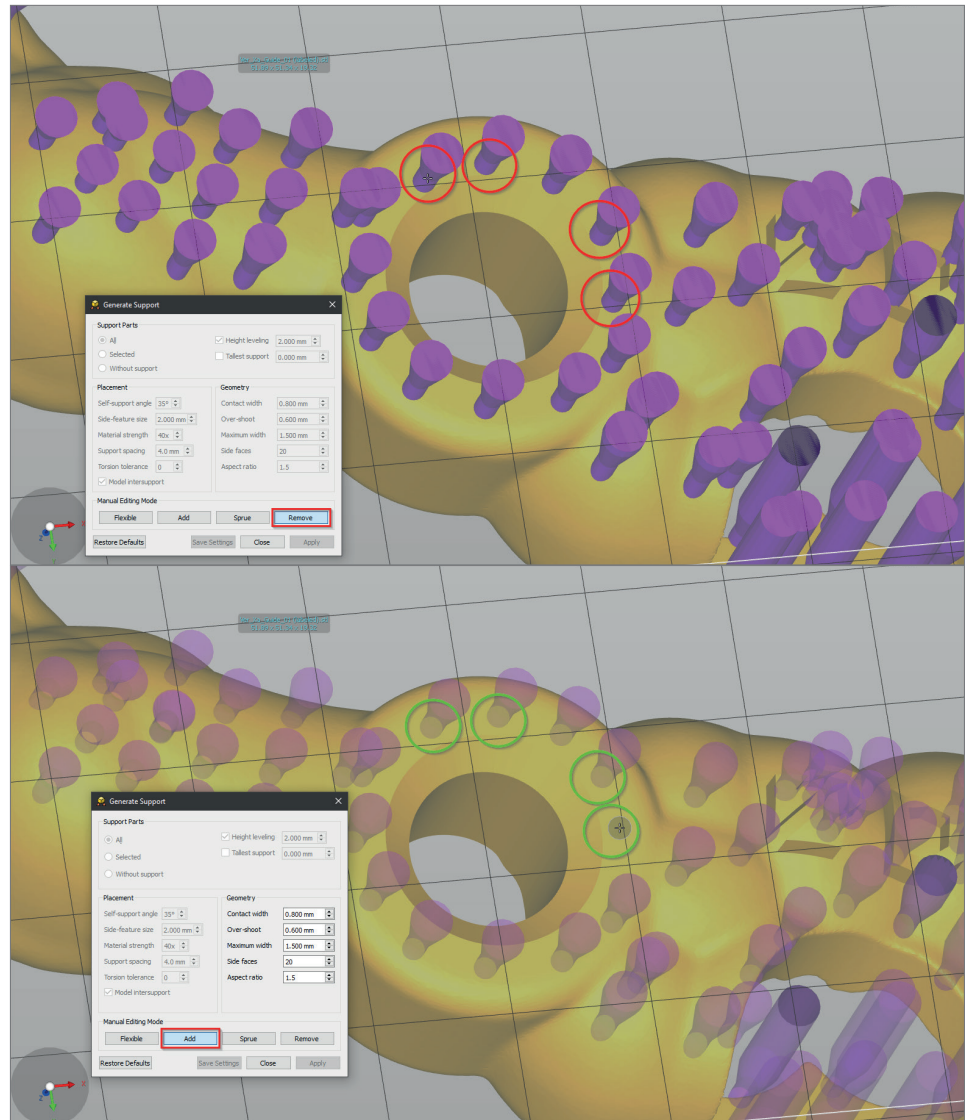 Generate Support
Support Parts
All
Selected
Without support
Height leveling 2.000 mm
Tallest support 0.000 mm
Placement
Self-support angle 35°
Side-feature size 2.000 mm
Material strength 40x
Support spacing 4.0 mm
Torsion tolerance 0
Model intersupport
Geometry
Contact width 0.800 mm
Over-shoot 0.600 mm
Maximum width 1.500 mm
Side faces 20
Aspect ratio 1.5
Manual Editing Mode
Flexible Add Sprue Remove
Restore Defaults Save Settings Close Apply
Z
Generate Support
Support Parts
All
Selected
Without support
Height leveling 2.000 mm
Tallest support 0.000 mm
Placement
Self-support angle 35°
Side-feature size 2.000 mm
Material strength 40x
Support spacing 4.0 mm
Torsion tolerance 0
Model intersupport
Geometry
Contact width 0.800 mm
Over-shoot 0.600 mm
Maximum width 1.500 mm
Side faces 20
Aspect ratio 1.5
Manual Editing Mode
Flexible Add Sprue Remove
Restore Defaults Save Settings Close Apply
Z